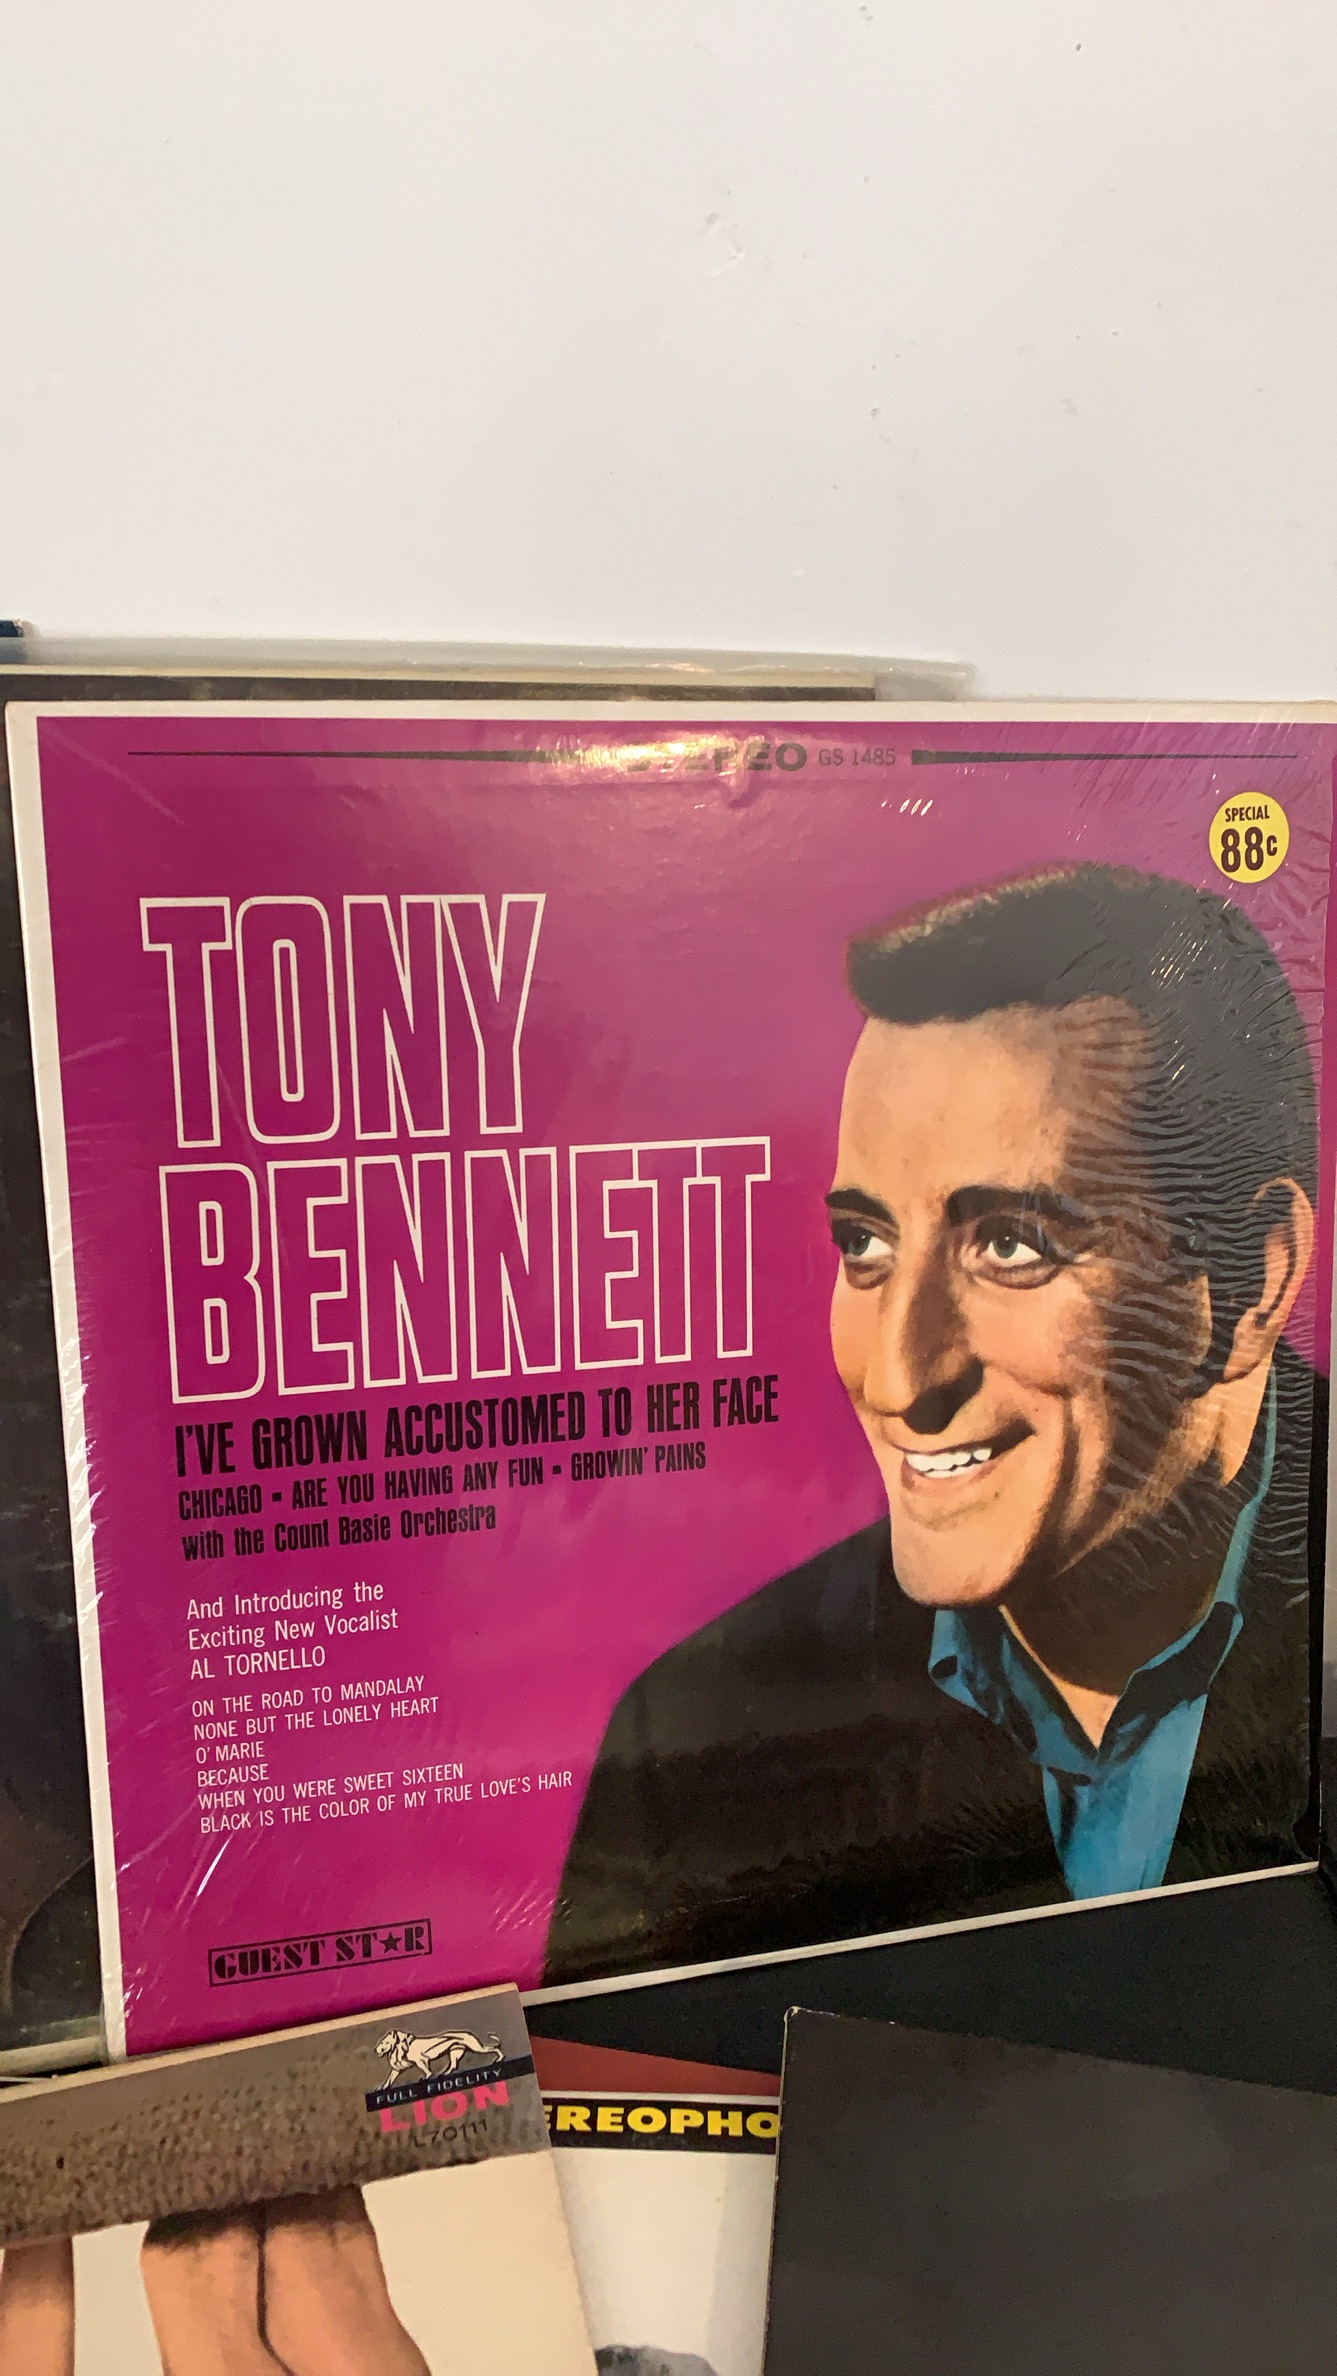 STEREO GS 1485
SPECIAL
88c
TONY
BENNETT
I'VE GROWN ACCUSTOMED TO HER FACE
CHICAGO - ARE YOU HAVING ANY FUN - GROWIN' PAINS
with the Count Basie Orchestra
And Introducing the
Exciting New Vocalist
AL TORNELLO
ON THE ROAD TO MANDALAY
NONE BUT THE LONELY HEART
O' MARIE
BECAUSE
WHEN YOU WERE SWEET SIXTEEN
BLACK IS THE COLOR OF MY TRUE LOVE'S HAIR
GUEST ST★R
FULL FIDELITY
LION
L70111
EREOPHO